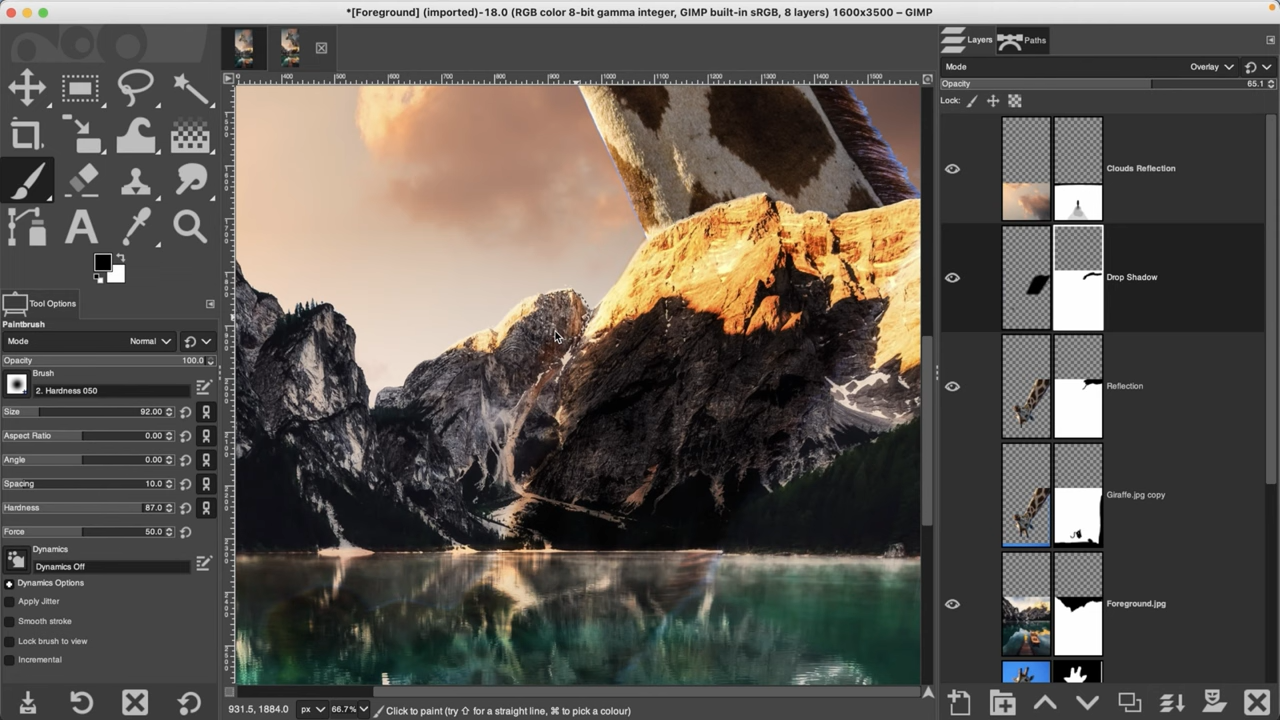 *[Foreground] (imported)-18.0 (RGB color 8-bit gamma integer, GIMP built-in sRGB, 8 layers) 1600x3500 – GIMP
Layers
Paths
Mode
Overlay
Opacity
65.1
Lock:
Clouds Reflection
Drop Shadow
Reflection
Giraffe.jpg copy
Foreground.jpg
Tool Options
Paintbrush
Mode
Normal
Opacity
100.0
Brush
2. Hardness 050
Size
92.00
Aspect Ratio
0.00
Angle
0.00
Spacing
10.0
Hardness
87.0
Force
50.0
Dynamics
Dynamics Off
Dynamics Options
Apply Jitter
Smooth stroke
Lock brush to view
Incremental
931.5, 1884.0
px
66.7%
Click to paint (try ⇧ for a straight line, ⌘ to pick a colour)